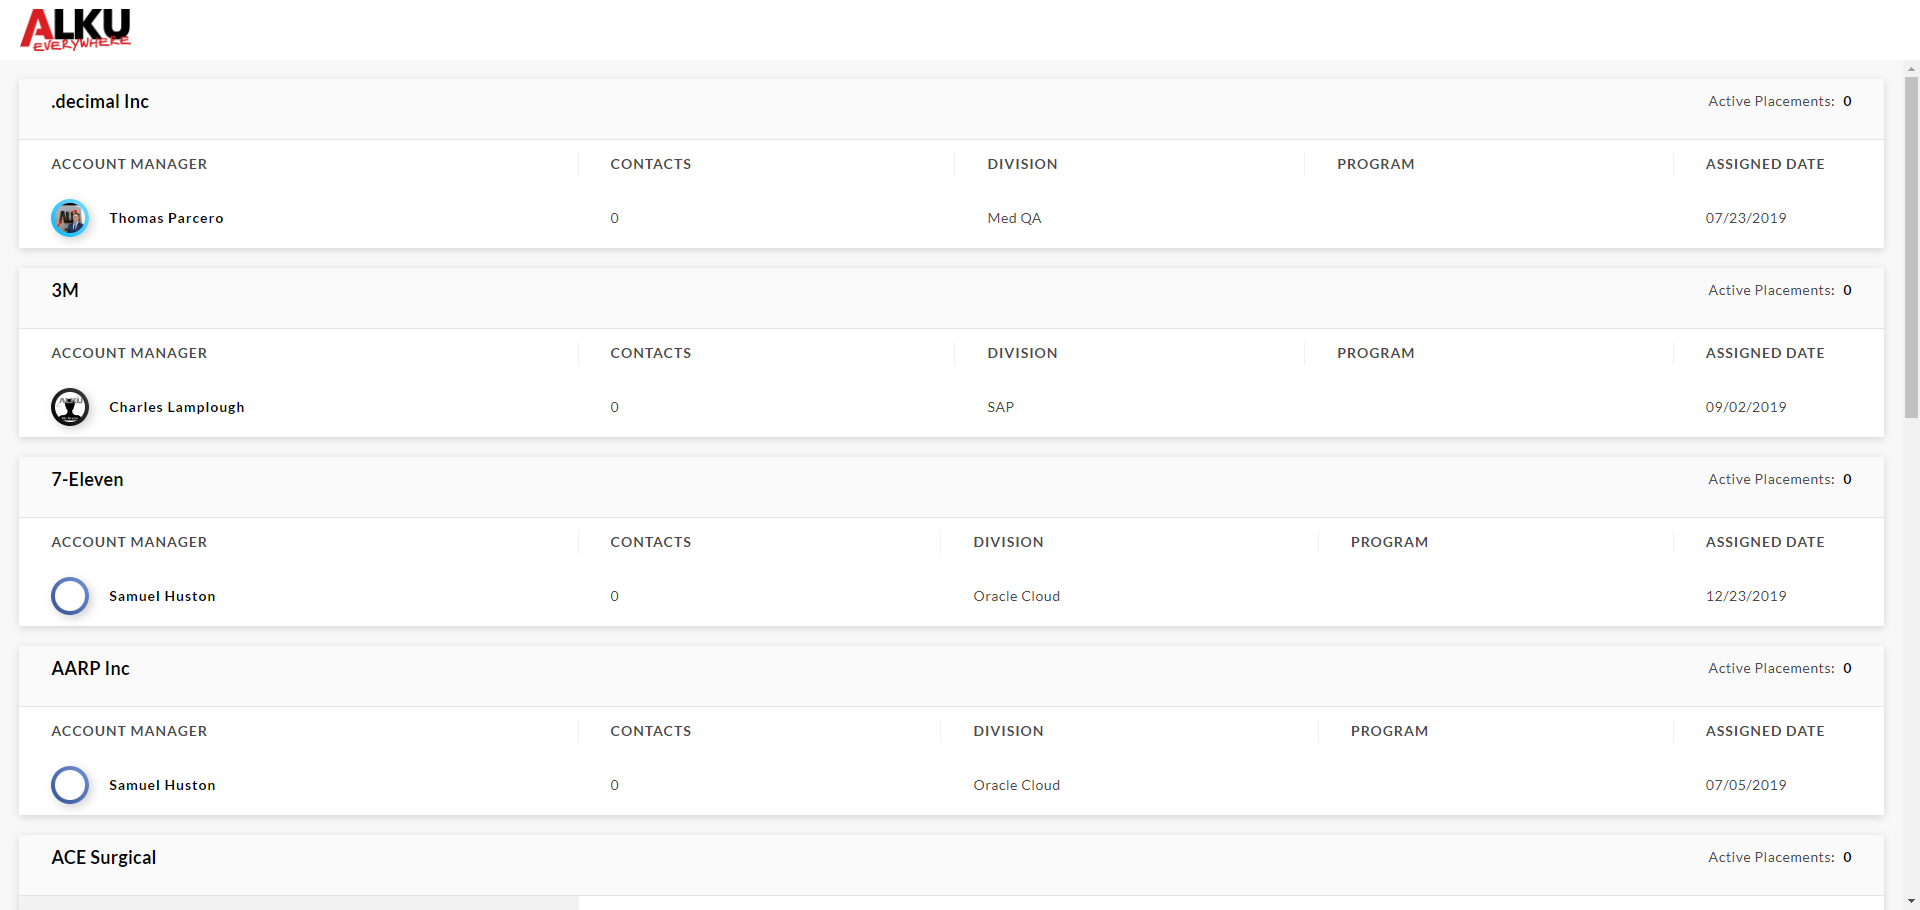 ALKU
EVERYWHERE
.decimal Inc
Active Placements: 0
ACCOUNT MANAGER CONTACTS DIVISION PROGRAM ASSIGNED DATE
Thomas Parcero 0 Med QA 07/23/2019
3M
Active Placements: 0
ACCOUNT MANAGER CONTACTS DIVISION PROGRAM ASSIGNED DATE
Charles Lamplough 0 SAP 09/02/2019
7-Eleven
Active Placements: 0
ACCOUNT MANAGER CONTACTS DIVISION PROGRAM ASSIGNED DATE
Samuel Huston 0 Oracle Cloud 12/23/2019
AARP Inc
Active Placements: 0
ACCOUNT MANAGER CONTACTS DIVISION PROGRAM ASSIGNED DATE
Samuel Huston 0 Oracle Cloud 07/05/2019
ACE Surgical
Active Placements: 0